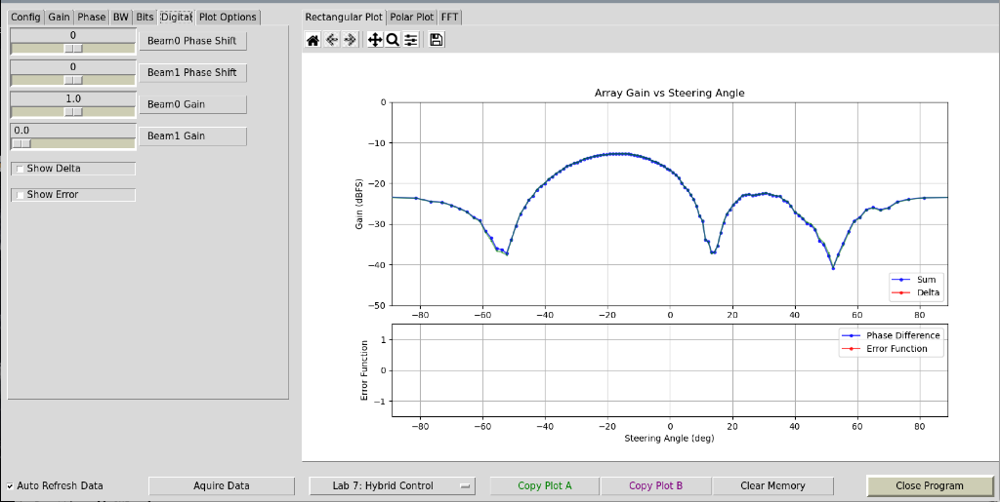 Config Gain Phase BW Bits Digital Plot Options
0
Beam0 Phase Shift
0
Beam1 Phase Shift
1.0
Beam0 Gain
0.0
Beam1 Gain
Show Delta
Show Error
Rectangular Plot Polar Plot FFT
Array Gain vs Steering Angle
Gain (dBFS)
0
−10
−20
−30
−40
−50
−80 −60 −40 −20 0 20 40 60 80
Sum
Delta
Error Function
1
0
−1
Phase Difference
Error Function
−80 −60 −40 −20 0 20 40 60 80
Steering Angle (deg)
Auto Refresh Data Aquire Data Lab 7: Hybrid Control Copy Plot A Copy Plot B Clear Memory Close Program